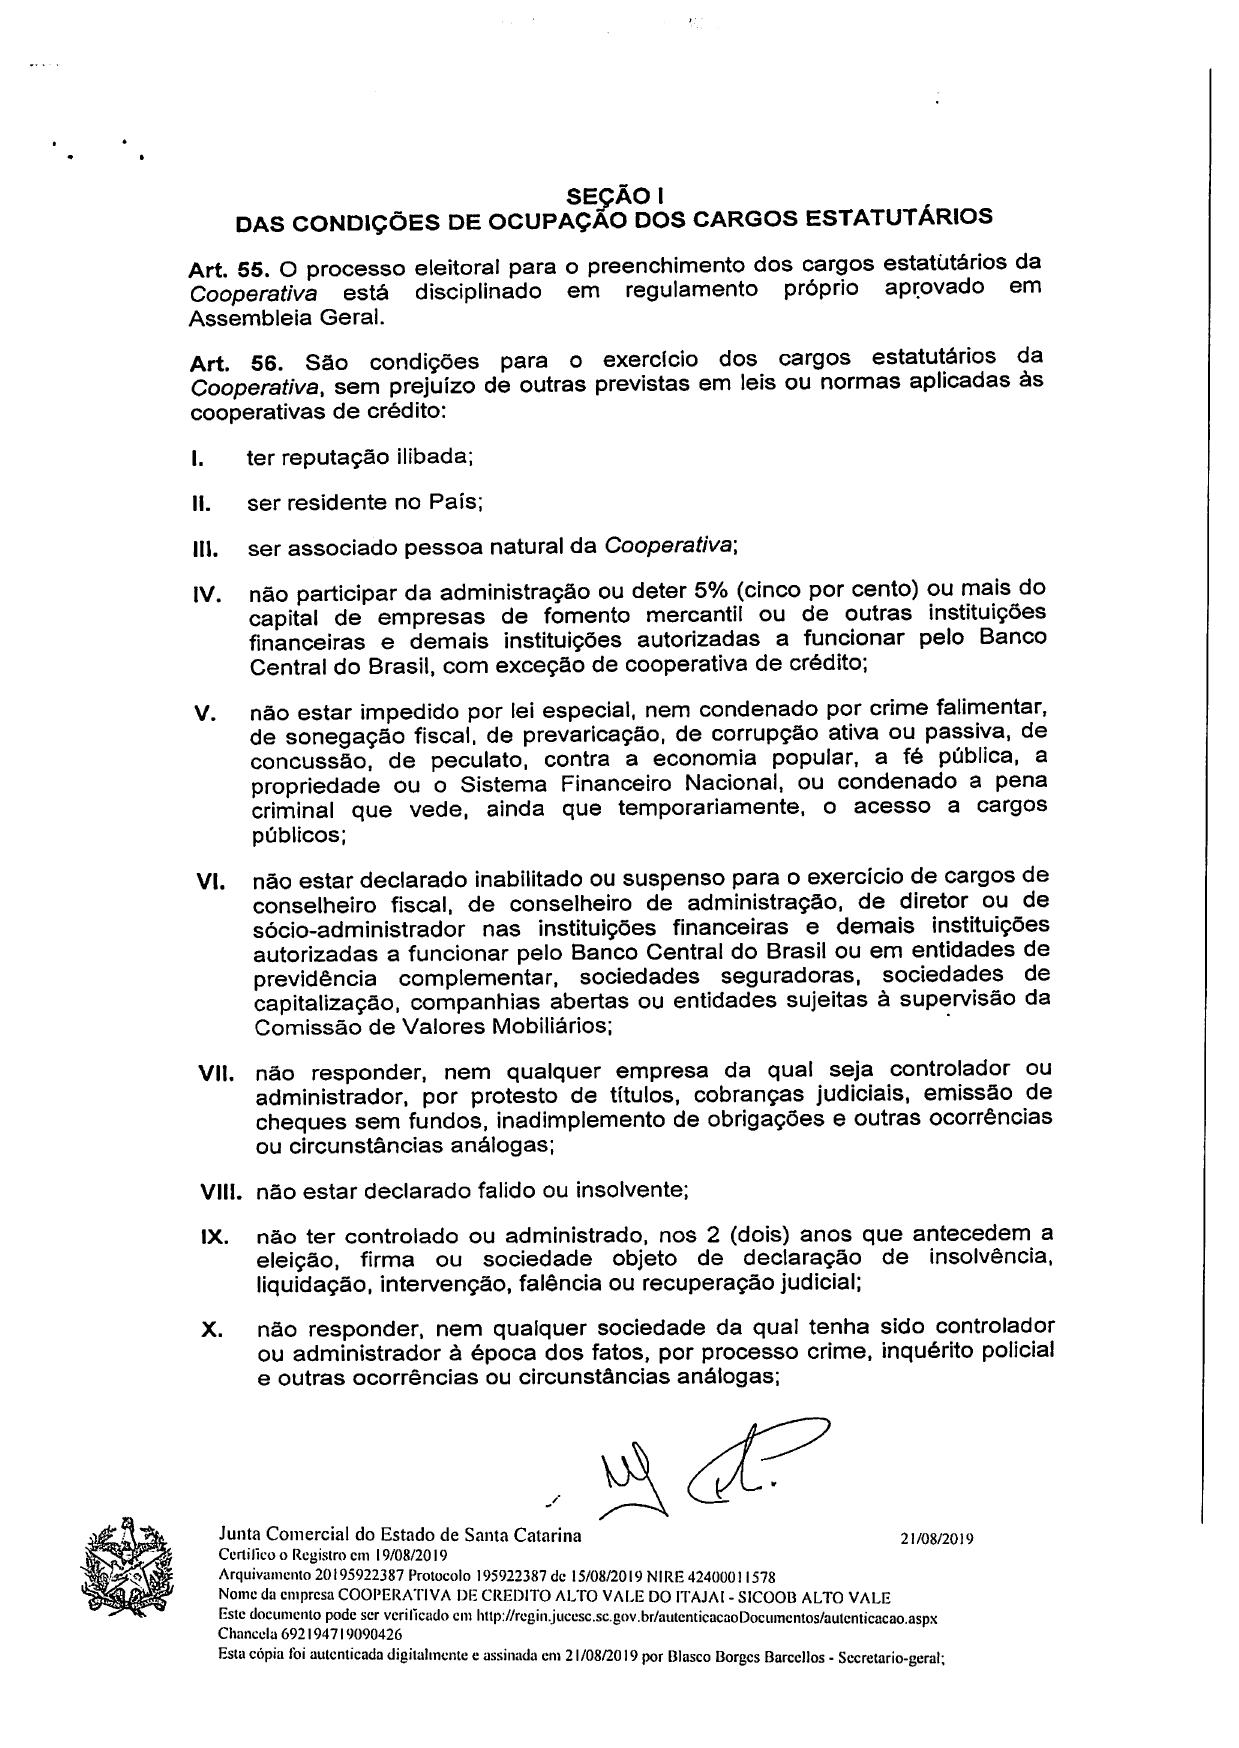 SEÇÃO I
DAS CONDIÇÕES DE OCUPAÇÃO DOS CARGOS ESTATUTÁRIOS
Art. 55. O processo eleitoral para o preenchimento dos cargos estatutários da
Cooperativa está disciplinado em regulamento próprio aprovado em
Assembleia Geral.
Art. 56. São condições para o exercício dos cargos estatutários da
Cooperativa, sem prejuízo de outras previstas em leis ou normas aplicadas às
cooperativas de crédito:
I. ter reputação ilibada;
II. ser residente no País;
III. ser associado pessoa natural da Cooperativa;
IV. não participar da administração ou deter 5% (cinco por cento) ou mais do
capital de empresas de fomento mercantil ou de outras instituições
financeiras e demais instituições autorizadas a funcionar pelo Banco
Central do Brasil, com exceção de cooperativa de crédito;
V. não estar impedido por lei especial, nem condenado por crime falimentar,
de sonegação fiscal, de prevaricação, de corrupção ativa ou passiva, de
concussão, de peculato, contra a economia popular, a fé pública, a
propriedade ou o Sistema Financeiro Nacional, ou condenado a pena
criminal que vede, ainda que temporariamente, o acesso a cargos
públicos;
VI. não estar declarado inabilitado ou suspenso para o exercício de cargos de
conselheiro fiscal, de conselheiro de administração, de diretor ou de
sócio-administrador nas instituições financeiras e demais instituições
autorizadas a funcionar pelo Banco Central do Brasil ou em entidades de
previdência complementar, sociedades seguradoras, sociedades de
capitalização, companhias abertas ou entidades sujeitas à supervisão da
Comissão de Valores Mobiliários;
VII. não responder, nem qualquer empresa da qual seja controlador ou
administrador, por protesto de títulos, cobranças judiciais, emissão de
cheques sem fundos, inadimplemento de obrigações e outras ocorrências
ou circunstâncias análogas;
VIII. não estar declarado falido ou insolvente;
IX. não ter controlado ou administrado, nos 2 (dois) anos que antecedem a
eleição, firma ou sociedade objeto de declaração de insolvência,
liquidação, intervenção, falência ou recuperação judicial;
X. não responder, nem qualquer sociedade da qual tenha sido controlador
ou administrador à época dos fatos, por processo crime, inquérito policial
e outras ocorrências ou circunstâncias análogas;
Junta Comercial do Estado de Santa Catarina 21/08/2019
Certifico o Registro em 19/08/2019
Arquivamento 20195922387 Protocolo 195922387 de 15/08/2019 NIRE 42400011578
Nome da empresa COOPERATIVA DE CREDITO ALTO VALE DO ITAJAI - SICOOB ALTO VALE
Este documento pode ser verificado em http://regin.jucesc.sc.gov.br/autenticacaoDocumentos/autenticacao.aspx
Chancela 692194719090426
Esta cópia foi autenticada digitalmente e assinada em 21/08/2019 por Blasco Borges Barcellos - Secretario-geral;